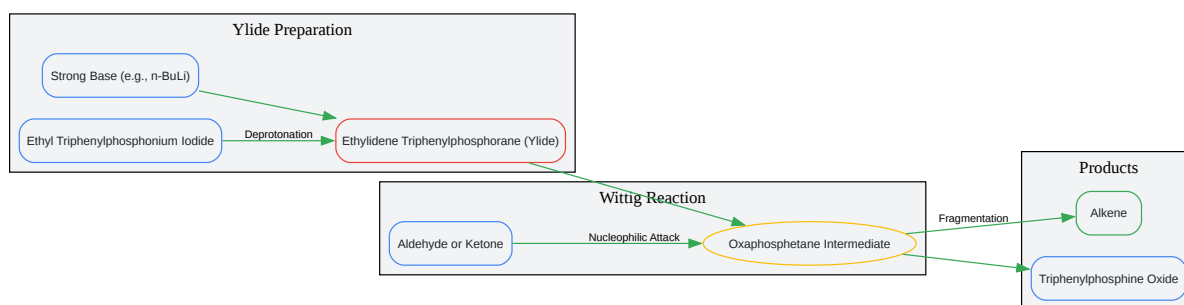 Ylide Preparation
Strong Base (e.g., n-BuLi)
Ethyl Triphenylphosphonium Iodide
Deprotonation
Ethylidene Triphenylphosphorane (Ylide)
Wittig Reaction
Aldehyde or Ketone
Nucleophilic Attack
Oxaphosphetane Intermediate
Fragmentation
Products
Alkene
Triphenylphosphine Oxide